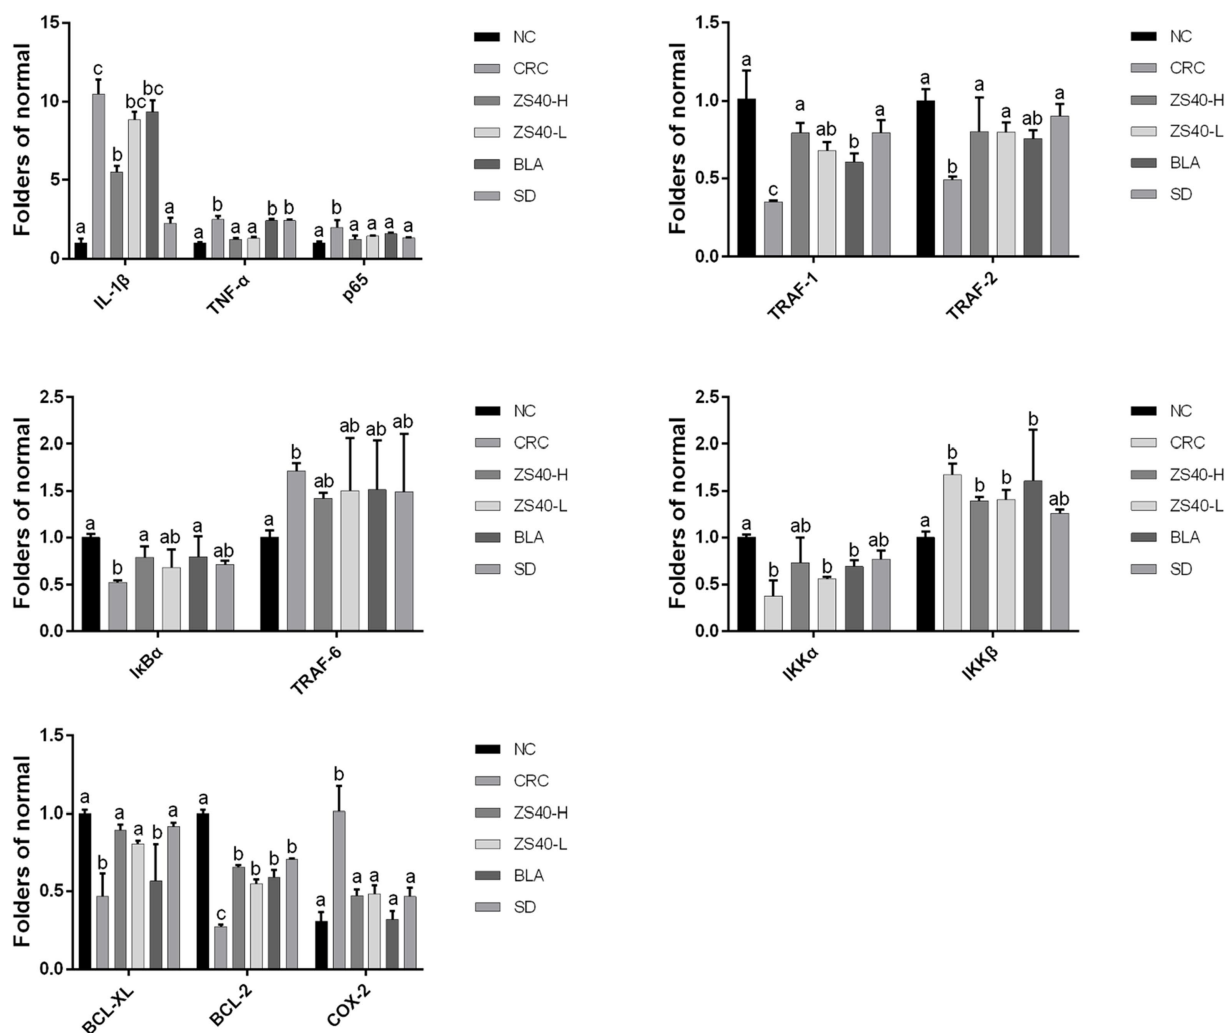 Folders of normal
15
10
5
0
c
b
bc
bc
a
a
b
a
a
b
b
a
b
a
a
a
a
a
IL-1β
TNF-α
p65
NC
CRC
ZS40-H
ZS40-L
BLA
SD
Folders of normal
1.5
1.0
0.5
0.0
a
c
a
ab
b
a
a
b
a
a
ab
a
TRAF-1
TRAF-2
NC
CRC
ZS40-H
ZS40-L
BLA
SD
Folders of normal
2.5
2.0
1.5
1.0
0.5
0.0
a
b
a
ab
a
ab
a
b
ab
ab
ab
ab
IκBα
TRAF-6
NC
CRC
ZS40-H
ZS40-L
BLA
SD
Folders of normal
2.5
2.0
1.5
1.0
0.5
0.0
a
b
ab
a
b
ab
a
b
b
b
b
ab
IKKα
IKKβ
NC
CRC
ZS40-H
ZS40-L
BLA
SD
Folders of normal
1.5
1.0
0.5
0.0
a
b
a
a
b
a
a
c
b
b
b
b
a
b
a
a
a
a
BCL-XL
BCL-2
COX-2
NC
CRC
ZS40-H
ZS40-L
BLA
SD